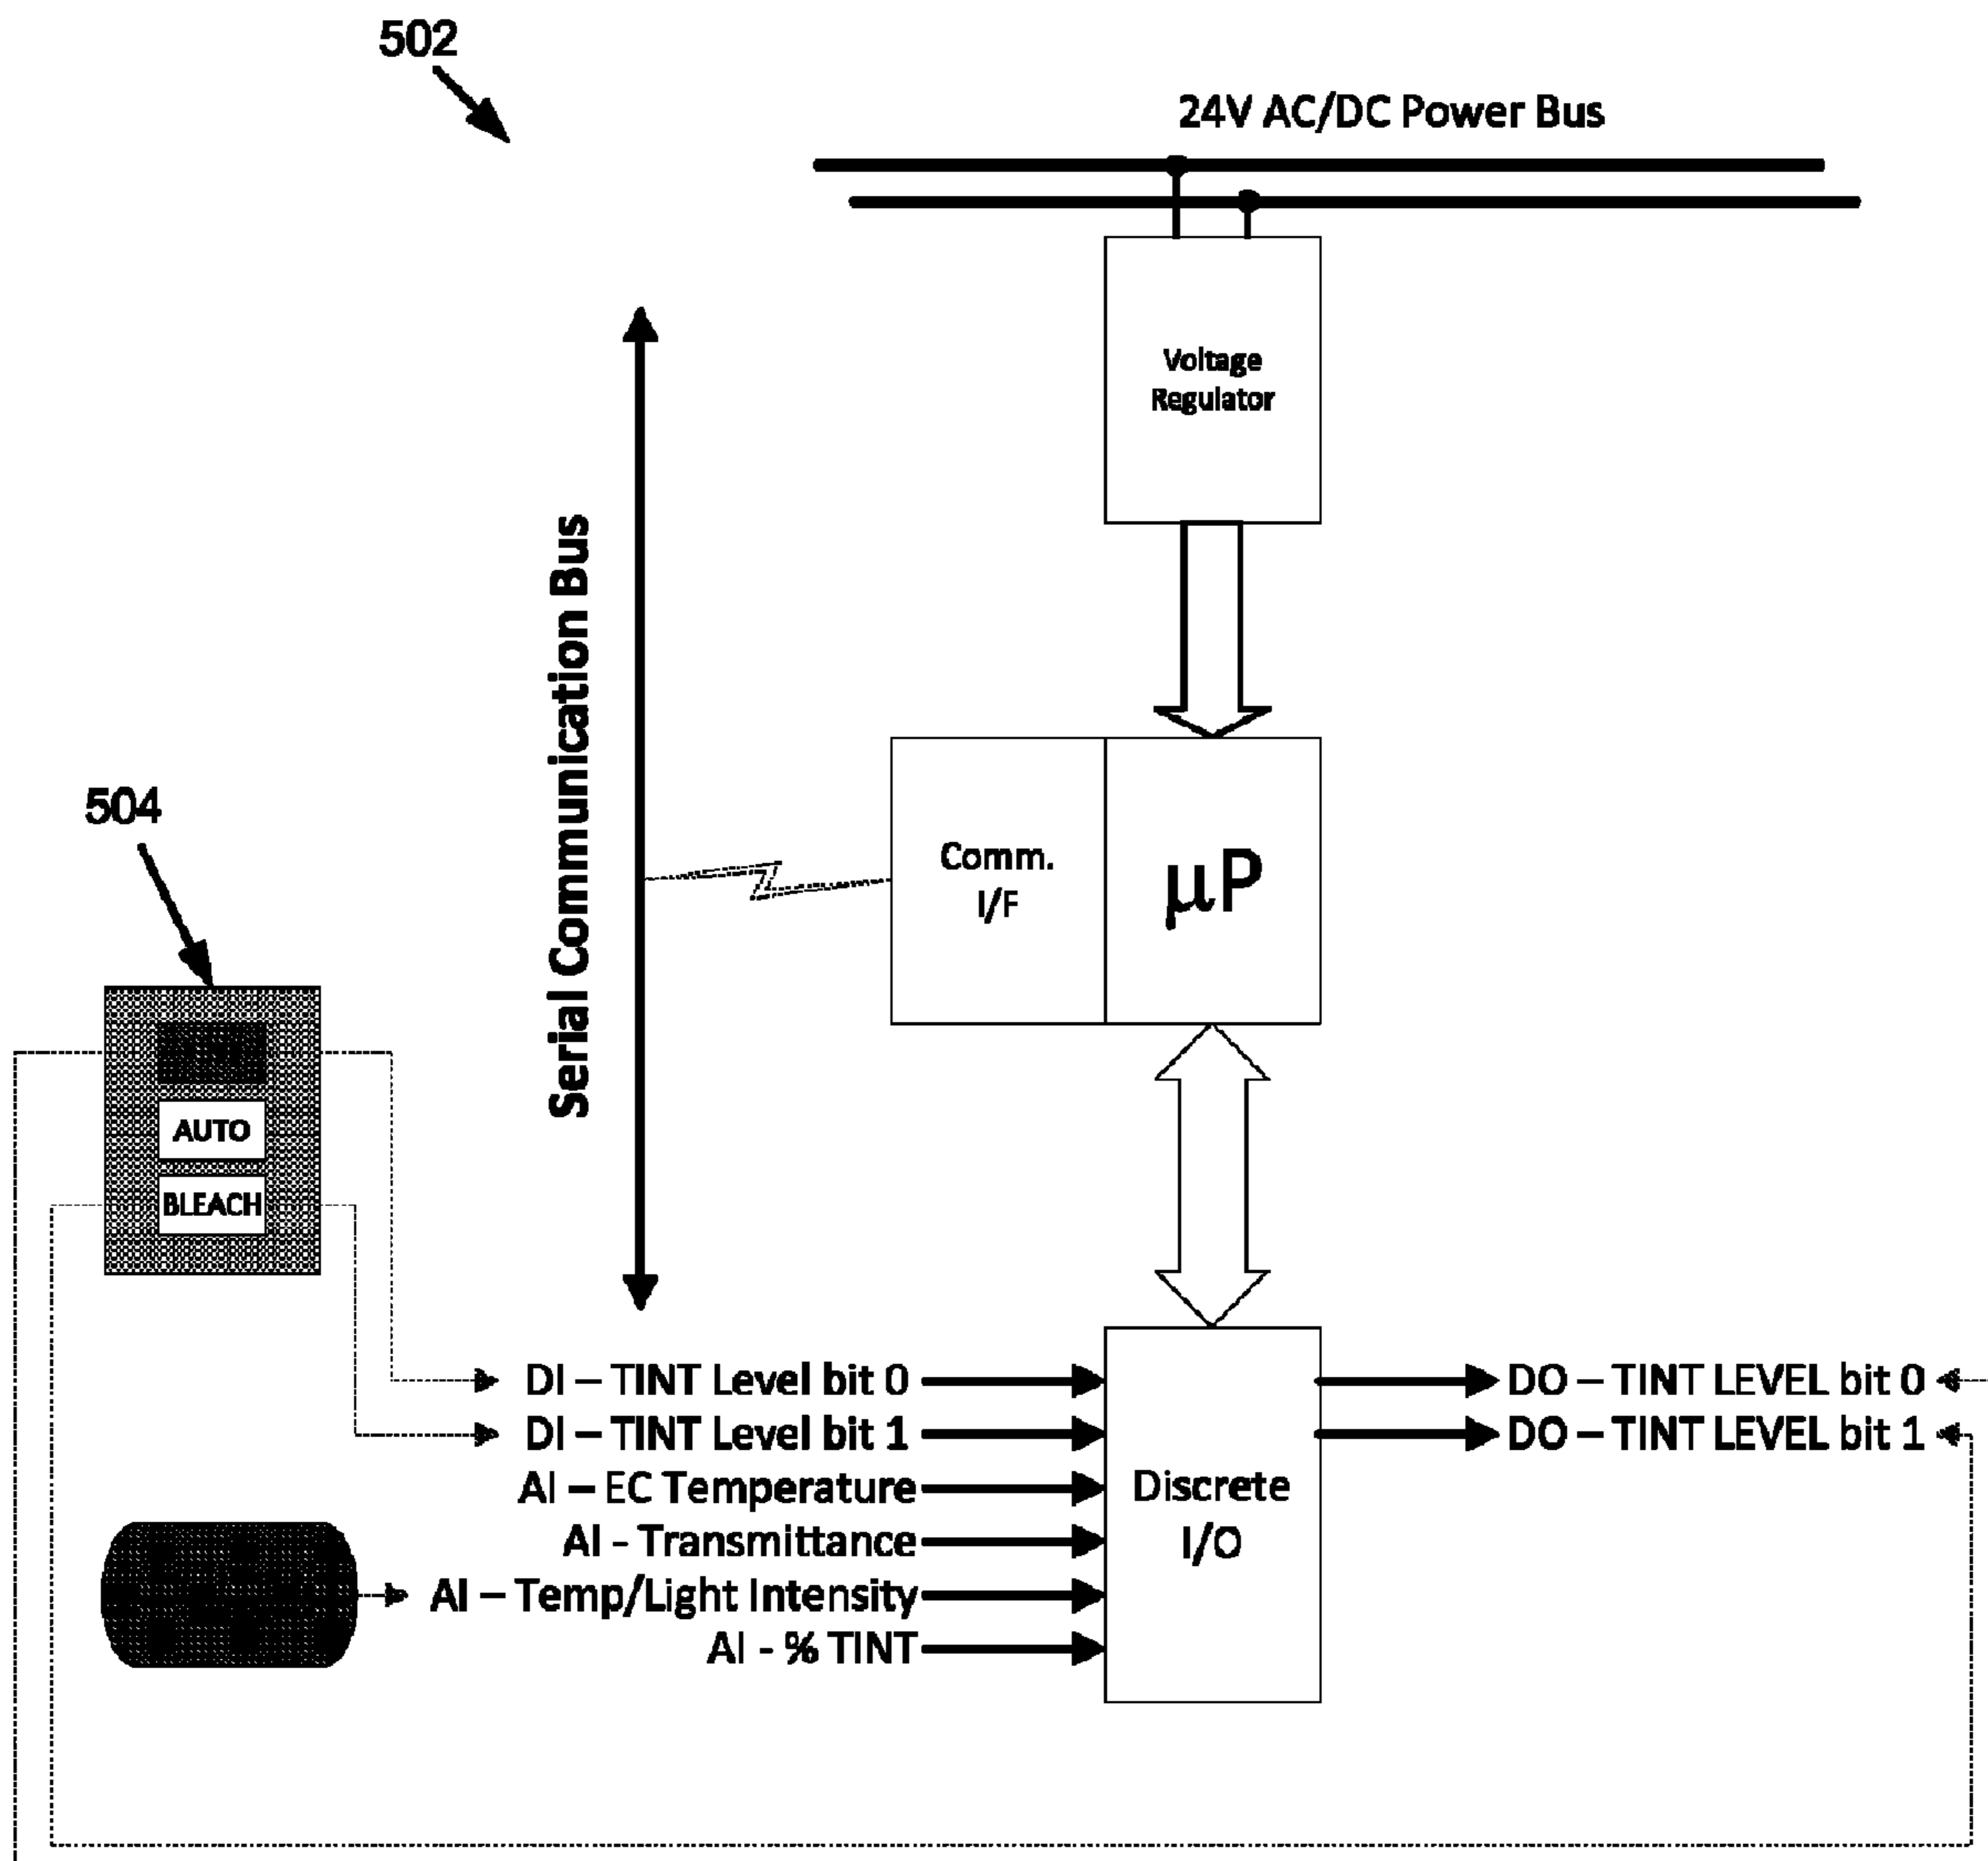 502
24V AC/DC Power Bus
Voltage
Regulator
Serial Communication Bus
504
Comm.
I/F
µP
AUTO
BLEACH
DI – TINT Level bit 0
DI – TINT Level bit 1
AI – EC Temperature
AI - Transmittance
AI – Temp/Light Intensity
AI - % TINT
Discrete
I/O
DO – TINT LEVEL bit 0
DO – TINT LEVEL bit 1